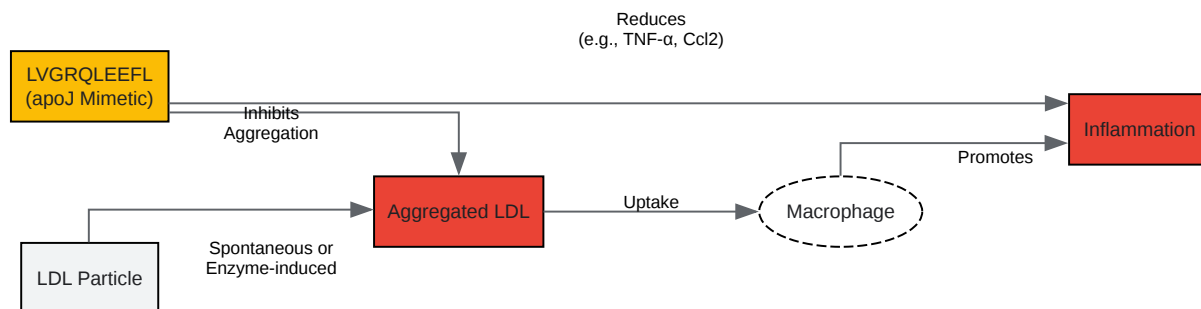 Reduces
(e.g., TNF-α, Ccl2)
LVGRQLEEFL
(apoJ Mimetic)
Inhibits
Aggregation
Inflammation
Promotes
Aggregated LDL
Uptake
Macrophage
Spontaneous or
Enzyme-induced
LDL Particle